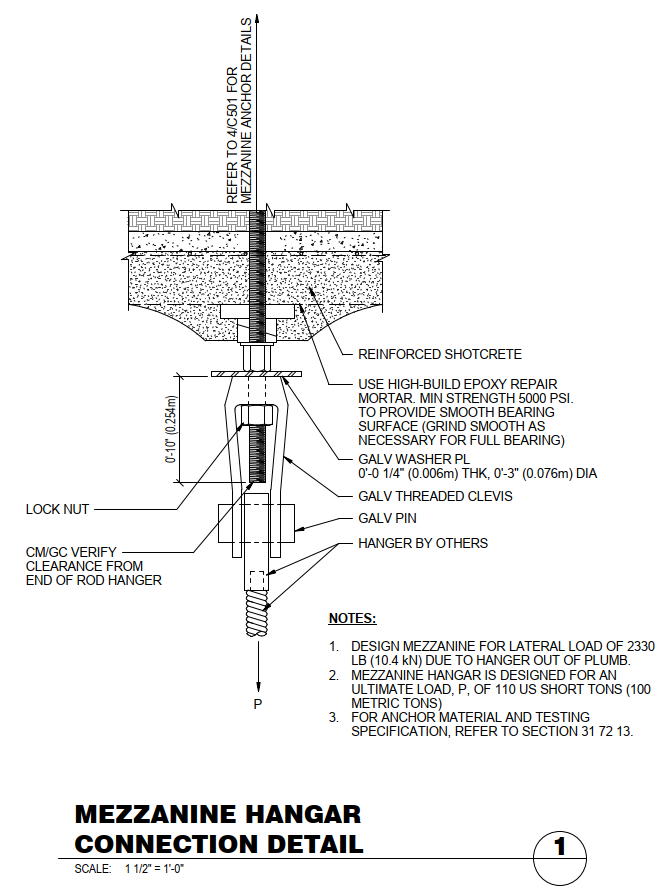 REFER TO 4/C501 FOR
MEZZANINE ANCHOR DETAILS
REINFORCED SHOTCRETE
USE HIGH-BUILD EPOXY REPAIR
MORTAR. MIN STRENGTH 5000 PSI.
TO PROVIDE SMOOTH BEARING
SURFACE (GRIND SMOOTH AS
NECESSARY FOR FULL BEARING)
GALV WASHER PL
0'-0 1/4" (0.006m) THK, 0'-3" (0.076m) DIA
0'-10" (0.254m)
GALV THREADED CLEVIS
LOCK NUT
GALV PIN
HANGER BY OTHERS
CM/GC VERIFY
CLEARANCE FROM
END OF ROD HANGER
P
NOTES:
1. DESIGN MEZZANINE FOR LATERAL LOAD OF 2330
LB (10.4 kN) DUE TO HANGER OUT OF PLUMB.
2. MEZZANINE HANGAR IS DESIGNED FOR AN
ULTIMATE LOAD, P, OF 110 US SHORT TONS (100
METRIC TONS)
3. FOR ANCHOR MATERIAL AND TESTING
SPECIFICATION, REFER TO SECTION 31 72 13.
MEZZANINE HANGAR
CONNECTION DETAIL
1
SCALE: 1 1/2" = 1'-0"